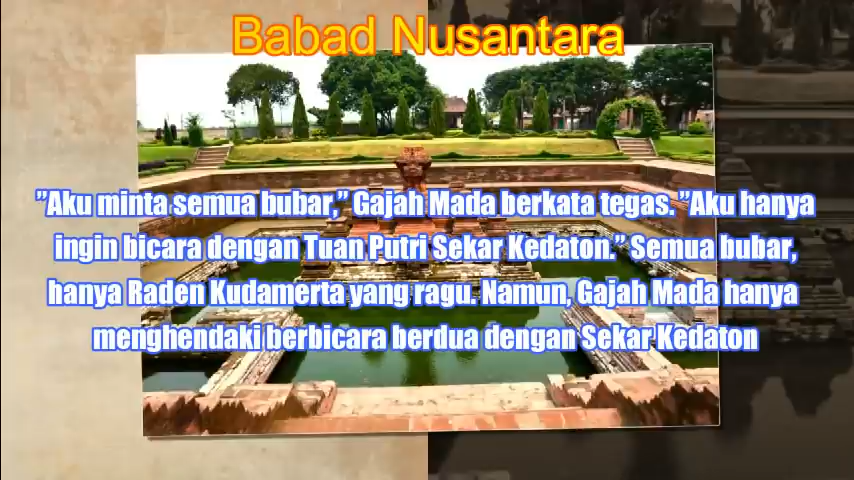 Babad Nusantara
"Aku minta semua bubar," Gajah Mada berkata tegas. "Aku hanya
ingin bicara dengan Tuan Putri Sekar Kedaton." Semua bubar,
hanya Raden Kudamerta yang ragu. Namun, Gajah Mada hanya
menghendaki berbicara berdua dengan Sekar Kedaton